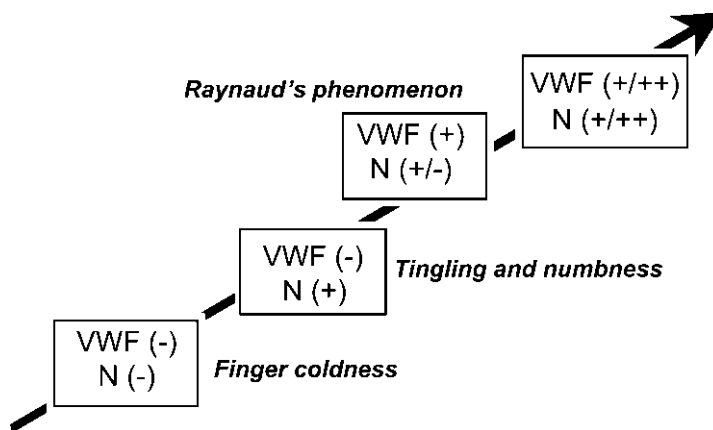 Raynaud's phenomenon
VWF (+/++)
N (+/++)
VWF (+)
N (+/-)
VWF (-)
N (+)
Tingling and numbness
VWF (-)
N (-)
Finger coldness